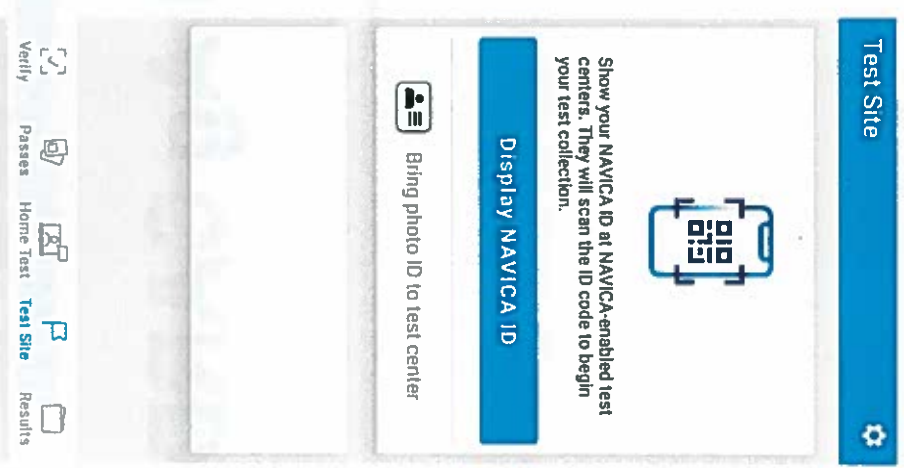 Test Site
Show your NAVICA ID at NAVICA-enabled test
centers. They will scan the ID code to begin
your test collection.
Display NAVICA ID
Bring photo ID to test center
Verify
Passes
Home Test
Test Site
Results